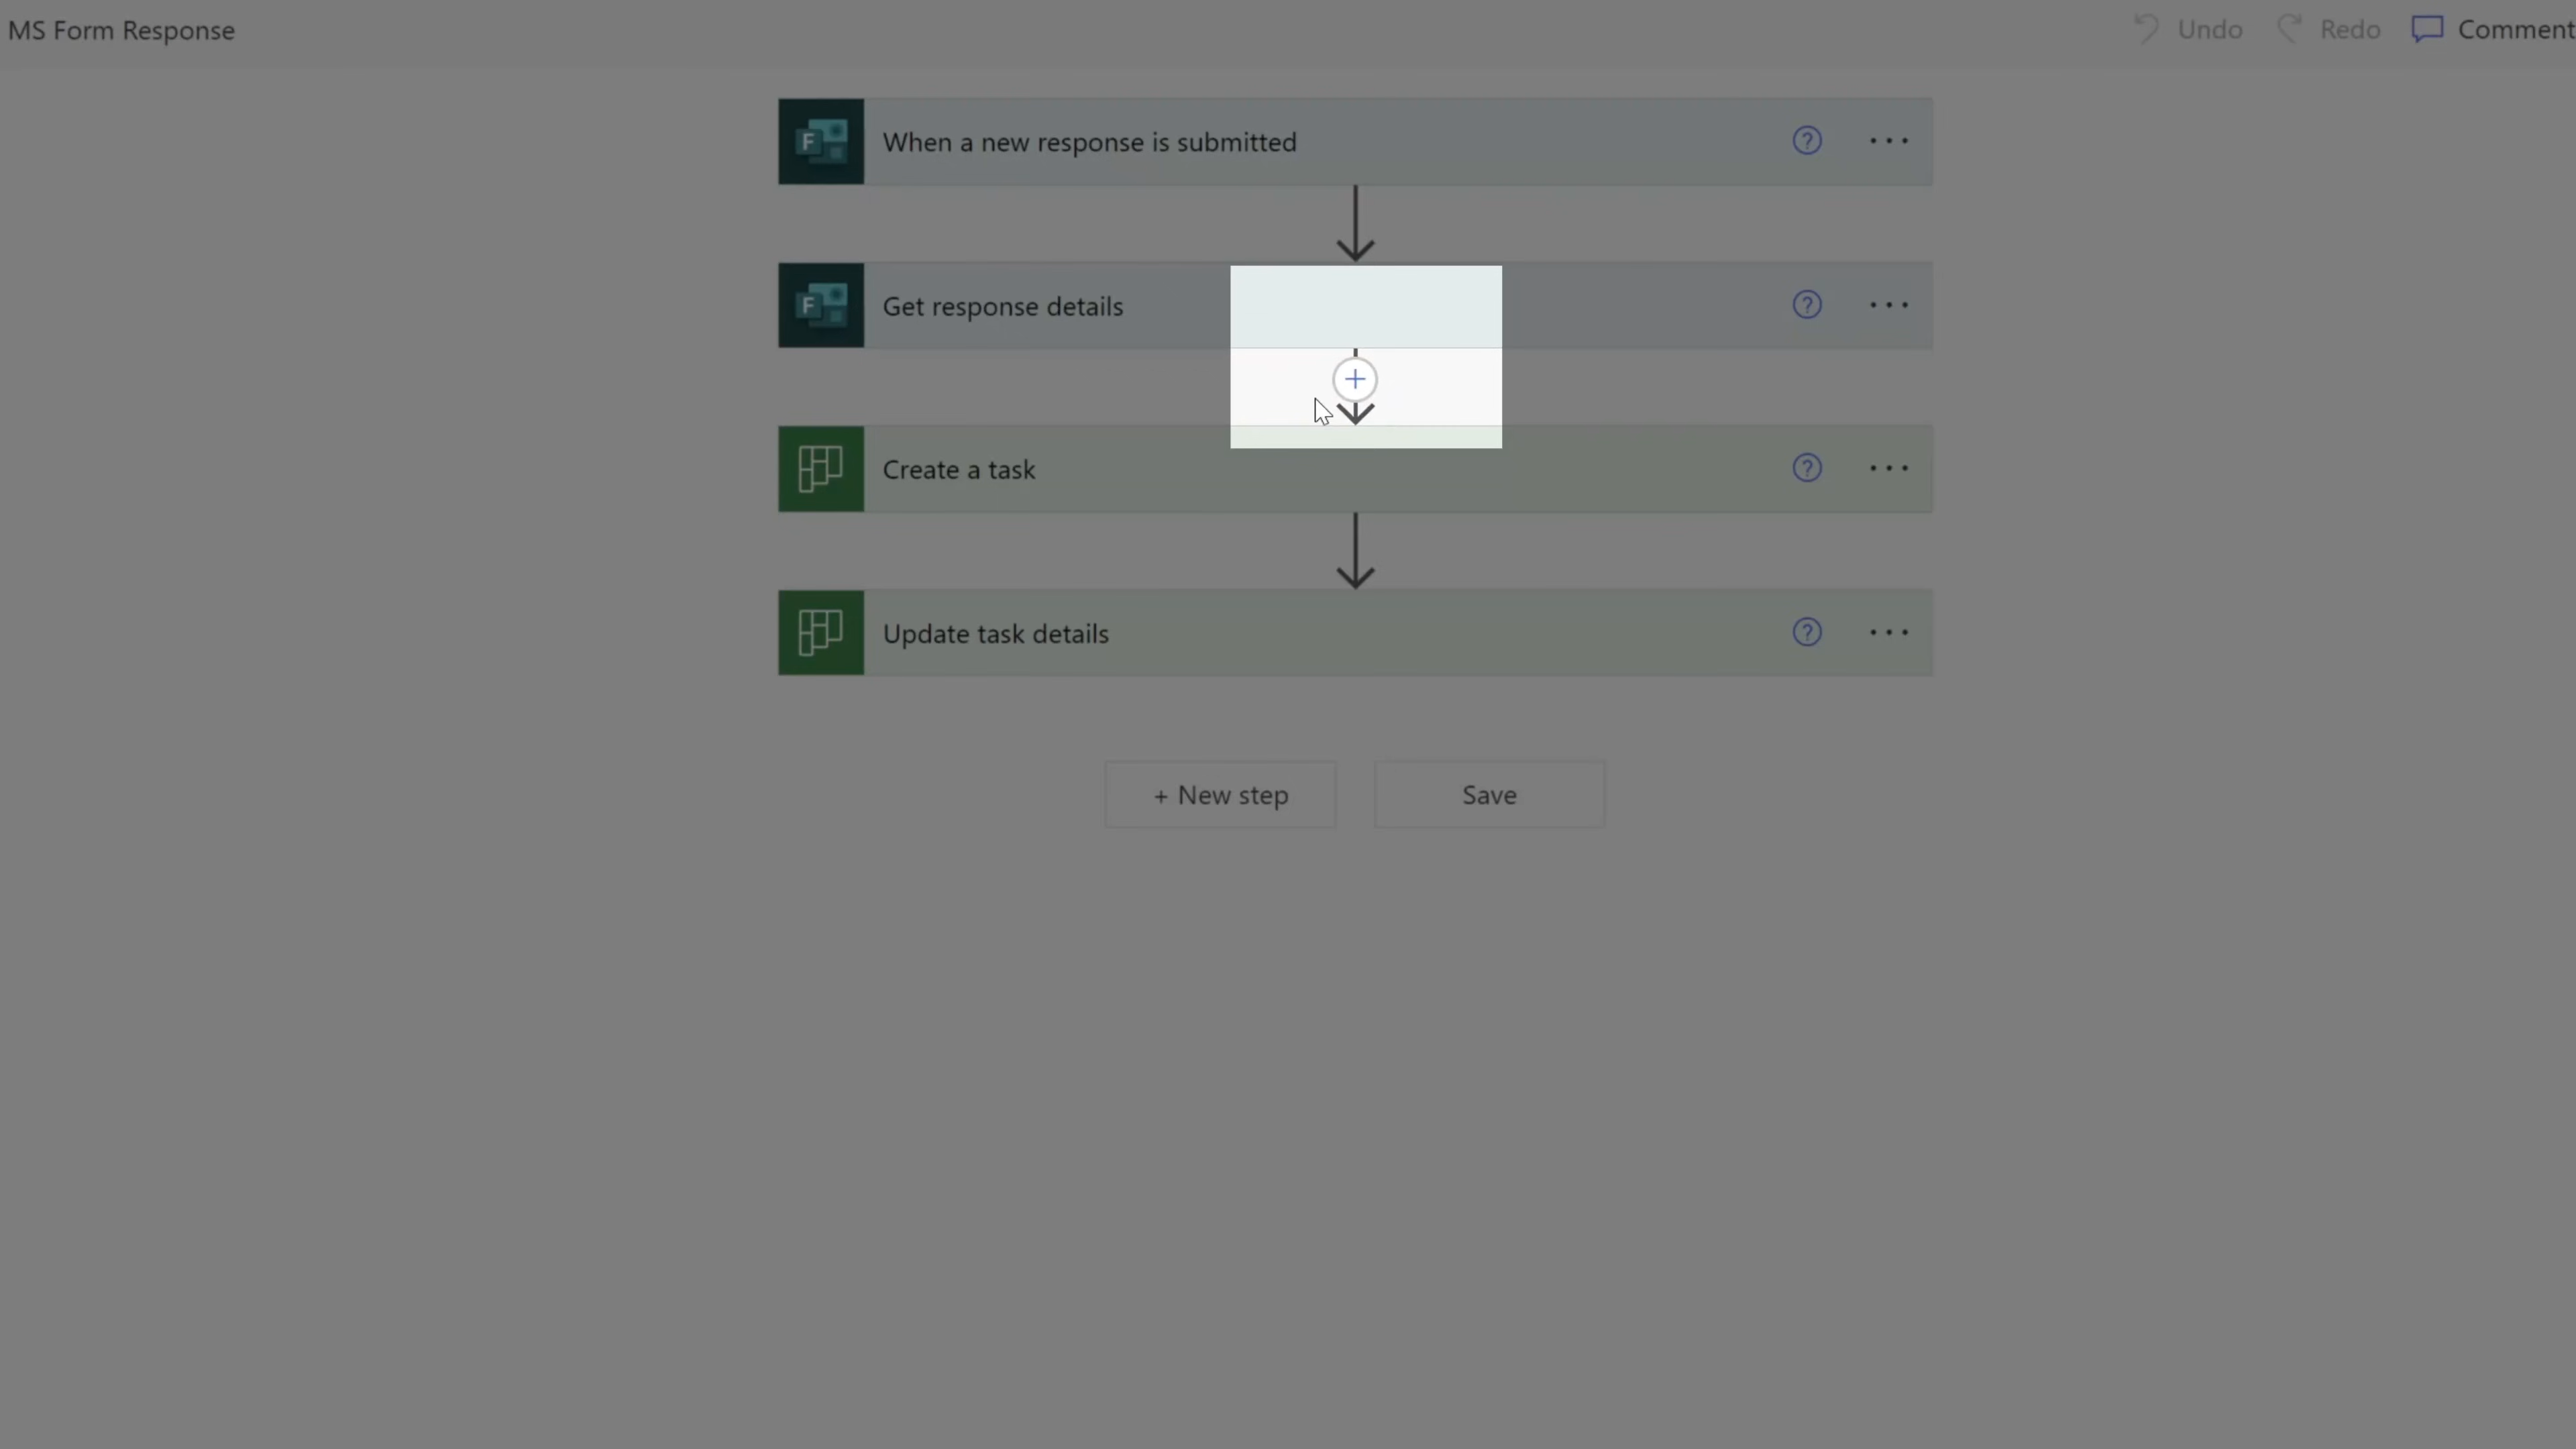 MS Form Response
Undo Redo Comment
When a new response is submitted
Get response details
Create a task
Update task details
+ New step
Save